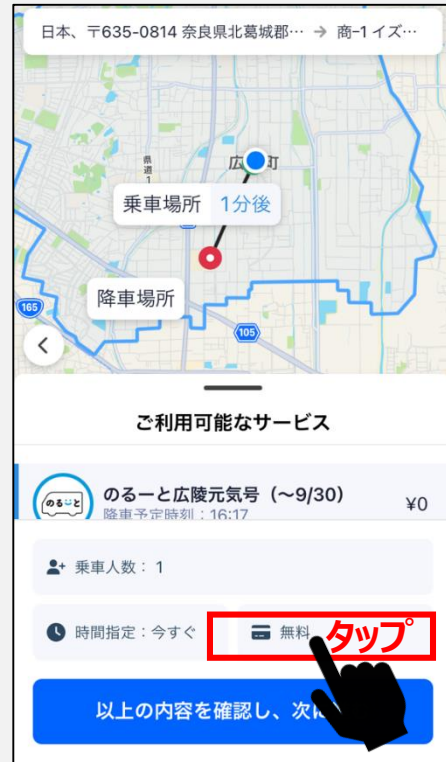 日本、〒635-0814 奈良県北葛城郡… → 商-1 イズ…
県道1
広町
乗車場所 1分後
降車場所
165
105
ご利用可能なサービス
のるーと
のるーと広陵元気号（〜9/30） ¥0
降車予定時刻：16:17
乗車人数： 1
時間指定：今すぐ 無料 タップ
以上の内容を確認し、次に